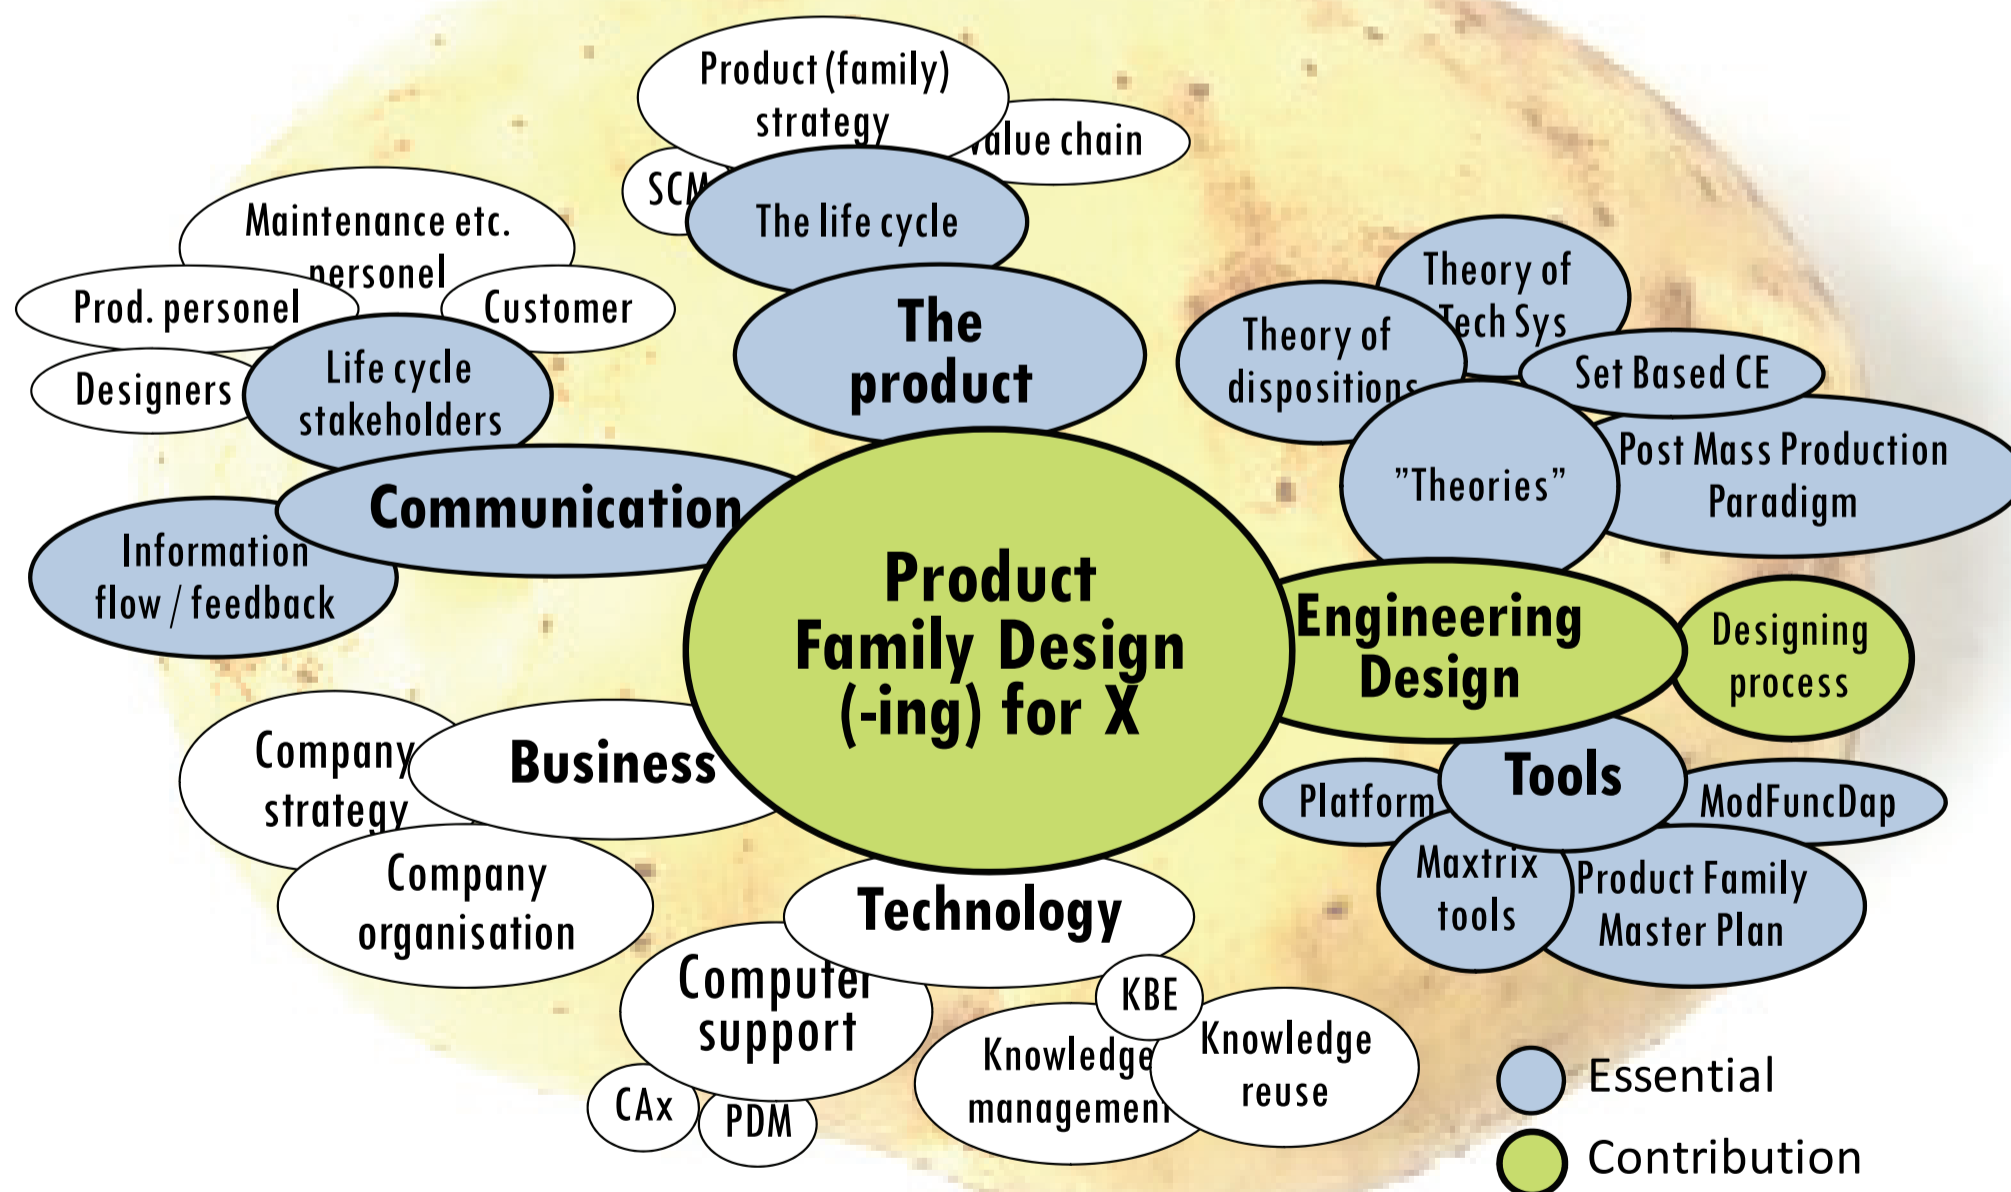 Product (family)
strategy
alue chain
SCM
The life cycle
The
product
Maintenance etc.
personel
Prod. personel
Customer
Designers
Life cycle
stakeholders
Communication
Information
flow / feedback
Theory of
Tech Sys
Theory of
dispositions
Set Based CE
"Theories"
Post Mass Production
Paradigm
Product
Family Design
(-ing) for X
Engineering
Design
Designing
process
Company
strategy
Business
Company
organisation
Tools
Platform
ModFuncDap
Maxtrix
tools
Product Family
Master Plan
Technology
Computer
support
CAx
PDM
KBE
Knowledge
management
Knowledge
reuse
Essential
Contribution